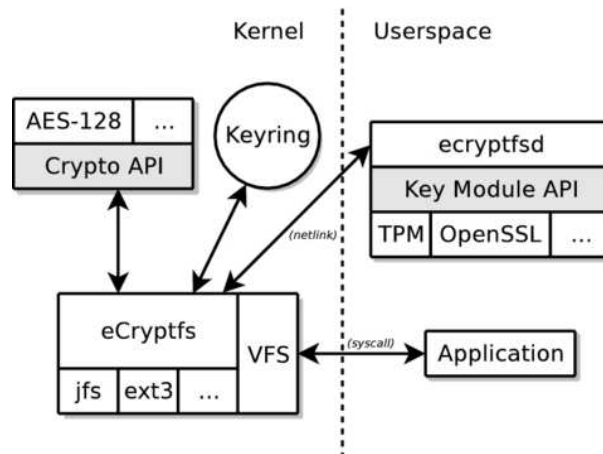 Kernel
Userspace
AES-128
...
Crypto API
Keyring
ecryptfsd
Key Module API
TPM
OpenSSL
...
(netlink)
eCryptfs
VFS
jfs
ext3
...
(syscall)
Application